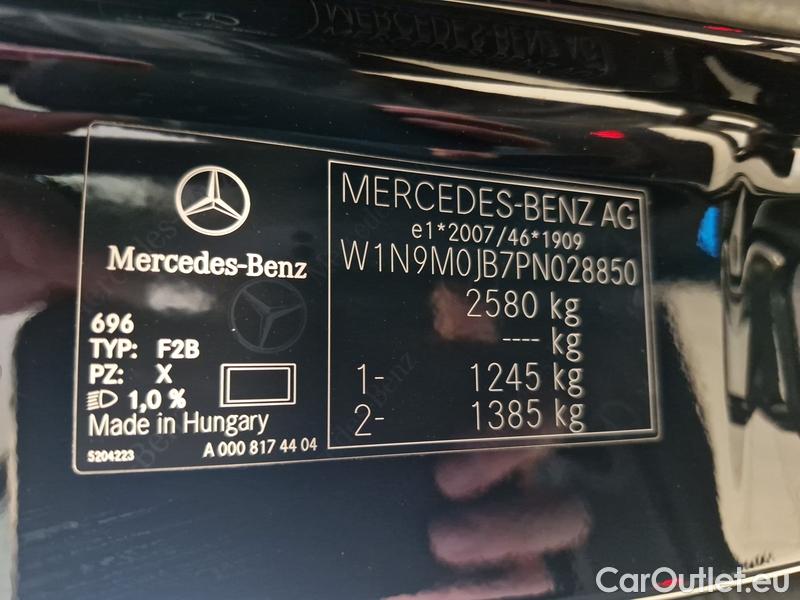 Mercedes-Benz
696
TYP: F2B
PZ: X
1,0 %
Made in Hungary
5204223
A 000 817 44 04
MERCEDES-BENZ AG
e1*2007/46*1909
W1N9M0JB7PN028850
2580 kg
---- kg
1- 1245 kg
2- 1385 kg
CarOutlet.eu